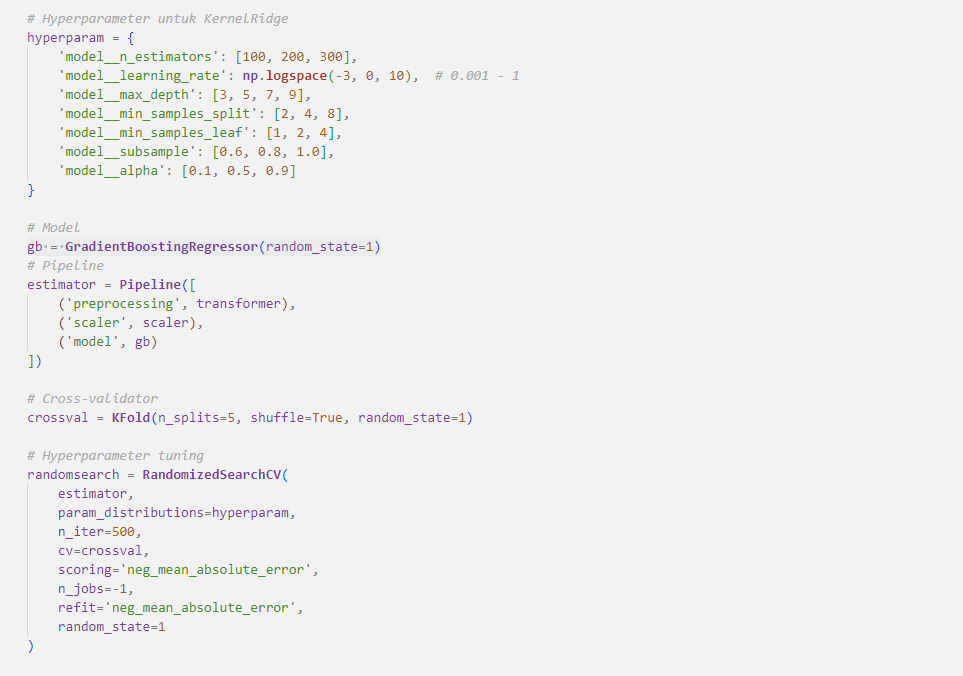 # Hyperparameter untuk KernelRidge
hyperparam = {
    'model__n_estimators': [100, 200, 300],
    'model__learning_rate': np.logspace(-3, 0, 10),  # 0.001 - 1
    'model__max_depth': [3, 5, 7, 9],
    'model__min_samples_split': [2, 4, 8],
    'model__min_samples_leaf': [1, 2, 4],
    'model__subsample': [0.6, 0.8, 1.0],
    'model__alpha': [0.1, 0.5, 0.9]
}

# Model
gb·=·GradientBoostingRegressor(random_state=1)
# Pipeline
estimator = Pipeline([
    ('preprocessing', transformer),
    ('scaler', scaler),
    ('model', gb)
])

# Cross-validator
crossval = KFold(n_splits=5, shuffle=True, random_state=1)

# Hyperparameter tuning
randomsearch = RandomizedSearchCV(
    estimator,
    param_distributions=hyperparam,
    n_iter=500,
    cv=crossval,
    scoring='neg_mean_absolute_error',
    n_jobs=-1,
    refit='neg_mean_absolute_error',
    random_state=1
)